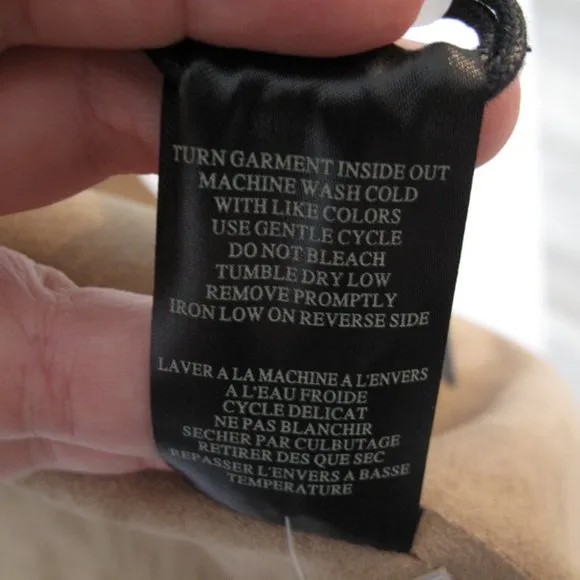 TURN GARMENT INSIDE OUT
MACHINE WASH COLD
WITH LIKE COLORS
USE GENTLE CYCLE
DO NOT BLEACH
TUMBLE DRY LOW
REMOVE PROMPTLY
IRON LOW ON REVERSE SIDE
LAVER A LA MACHINE A L'ENVERS
A L'EAU FROIDE
CYCLE DELICAT
NE PAS BLANCHIR
SECHER PAR CULBUTAGE
RETIRER DES QUE SEC
REPASSER L'ENVERS A BASSE
TEMPERATURE